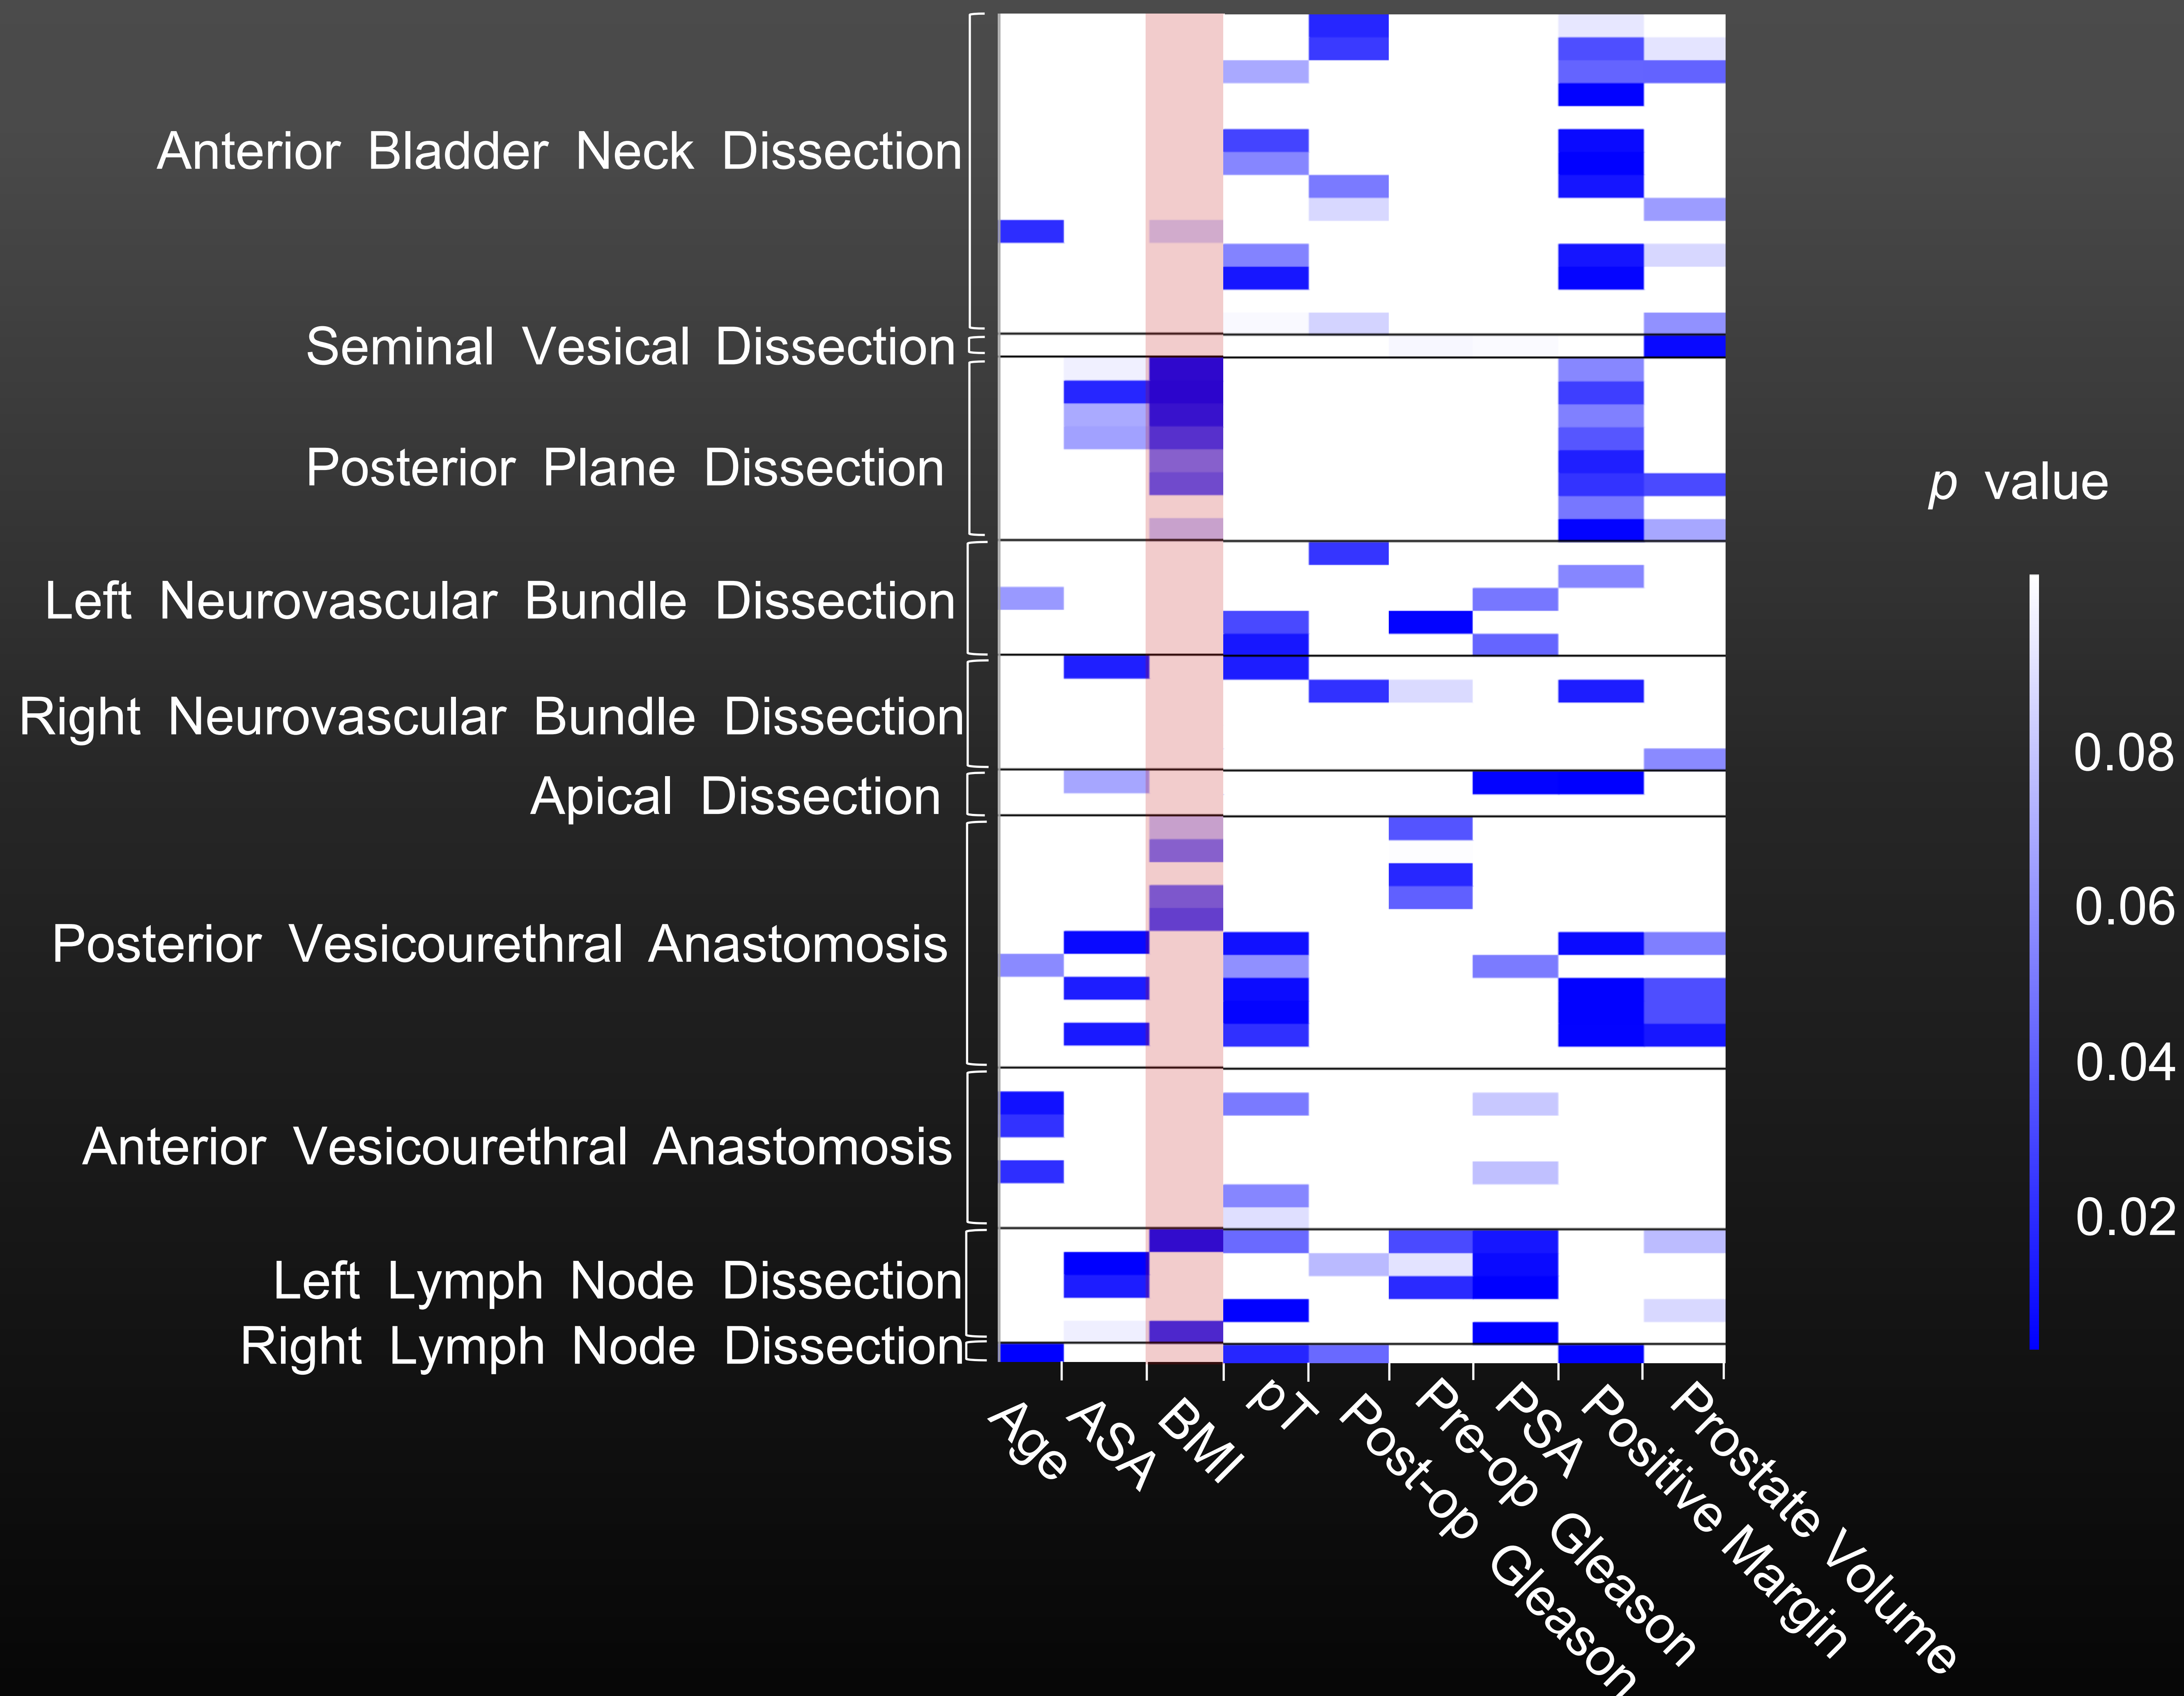 Anterior Bladder Neck Dissection
Seminal Vesical Dissection
Posterior Plane Dissection
Left Neurovascular Bundle Dissection
Right Neurovascular Bundle Dissection
Apical Dissection
Posterior Vesicourethral Anastomosis
Anterior Vesicourethral Anastomosis
Left Lymph Node Dissection
Right Lymph Node Dissection
Age
ASA
BMI
pT
Post-op Gleason
Pre-op Gleason
PSA
Positive Margin
Prostate Volume
p value
0.08
0.06
0.04
0.02